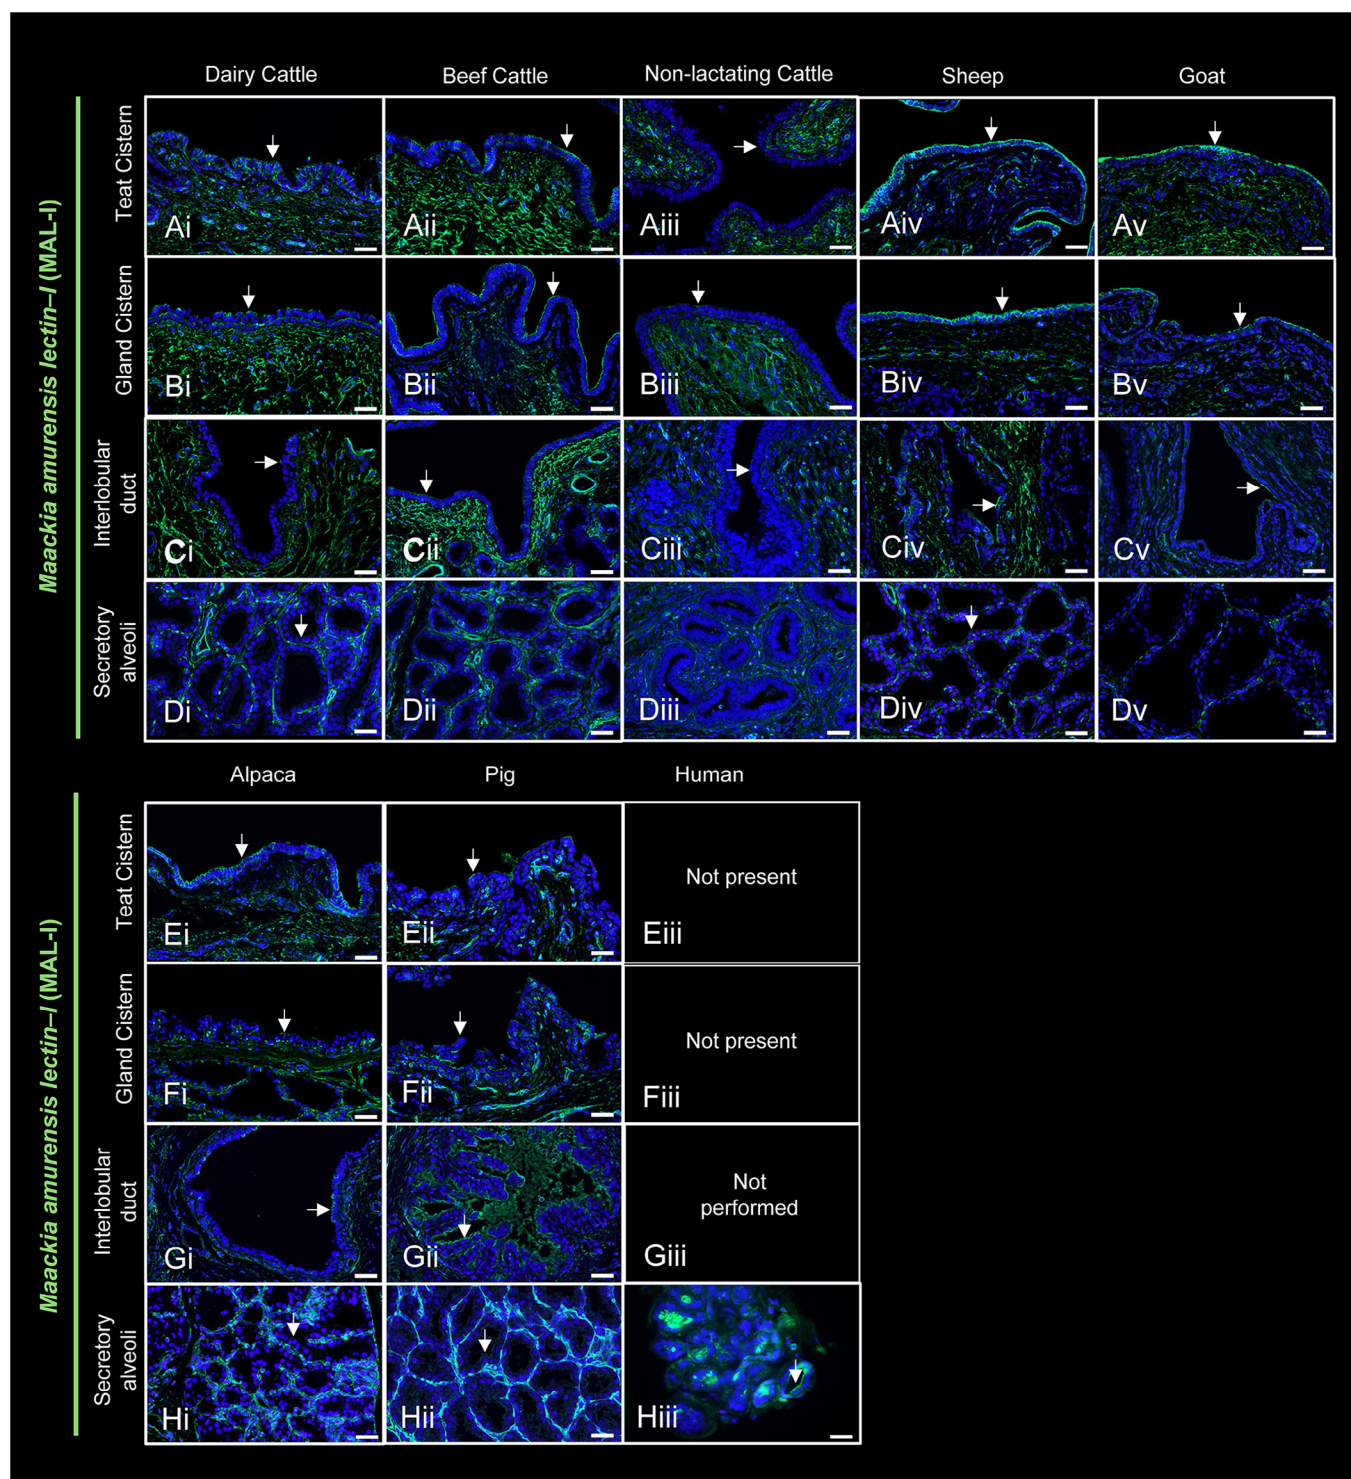 Dairy Cattle
Beef Cattle
Non-lactating Cattle
Sheep
Goat
Maackia amurensis lectin–I (MAL-I)
Teat Cistern
Ai
Aii
Aiii
Aiv
Av
Gland Cistern
Bi
Bii
Biii
Biv
Bv
Interlobular
duct
Ci
Cii
Ciii
Civ
Cv
Secretory
alveoli
Di
Dii
Diii
Div
Dv
Alpaca
Pig
Human
Maackia amurensis lectin–I (MAL-I)
Teat Cistern
Ei
Eii
Not present
Eiii
Gland Cistern
Fi
Fii
Not present
Fiii
Interlobular
duct
Gi
Gii
Not
performed
Giii
Secretory
alveoli
Hi
Hii
Hiii